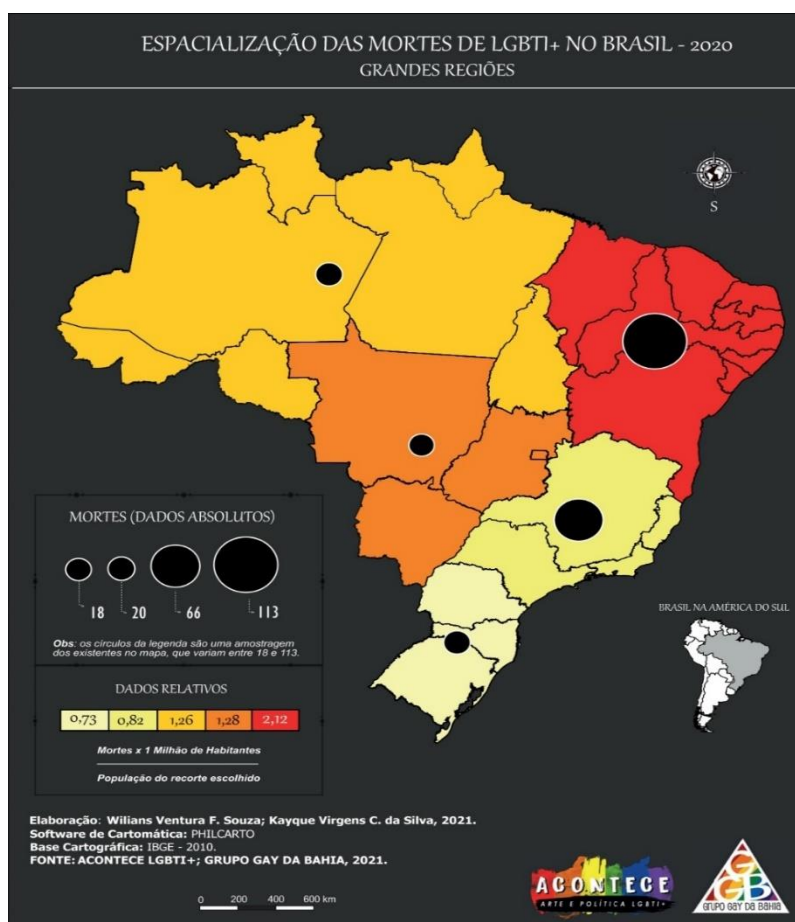 ESPACIALIZAÇÃO DAS MORTES DE LGBTI+ NO BRASIL - 2020
GRANDES REGIÕES
S
MORTES (DADOS ABSOLUTOS)
18 20 66 113
Obs: os círculos da legenda são uma amostragem
dos existentes no mapa, que variam entre 18 e 113.
DADOS RELATIVOS
0,73 0,82 1,26 1,28 2,12
Mortes x 1 Milhão de Habitantes
População do recorte escolhido
BRASIL NA AMÉRICA DO SUL
Elaboração: Wilians Ventura F. Souza; Kayque Virgens C. da Silva, 2021.
Software de Cartomática: PHILCARTO
Base Cartográfica: IBGE - 2010.
FONTE: ACONTECE LGBTI+; GRUPO GAY DA BAHIA, 2021.
0 200 400 600 km
ACONTECE
ARTE E POLÍTICA LGBTI+
GGB
GRUPO GAY DA BAHIA